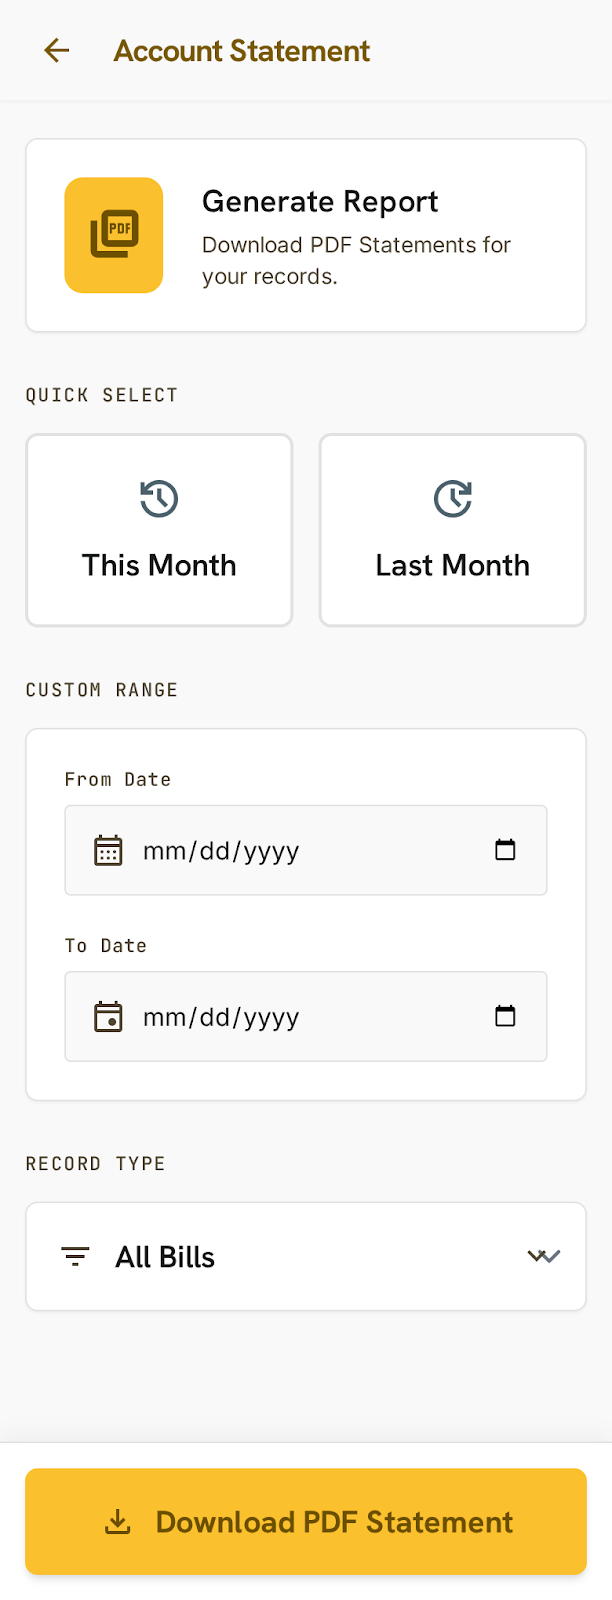 Account Statement
PDF
Generate Report
Download PDF Statements for
your records.
QUICK SELECT
This Month
Last Month
CUSTOM RANGE
From Date
mm/dd/yyyy
To Date
mm/dd/yyyy
RECORD TYPE
All Bills
Download PDF Statement